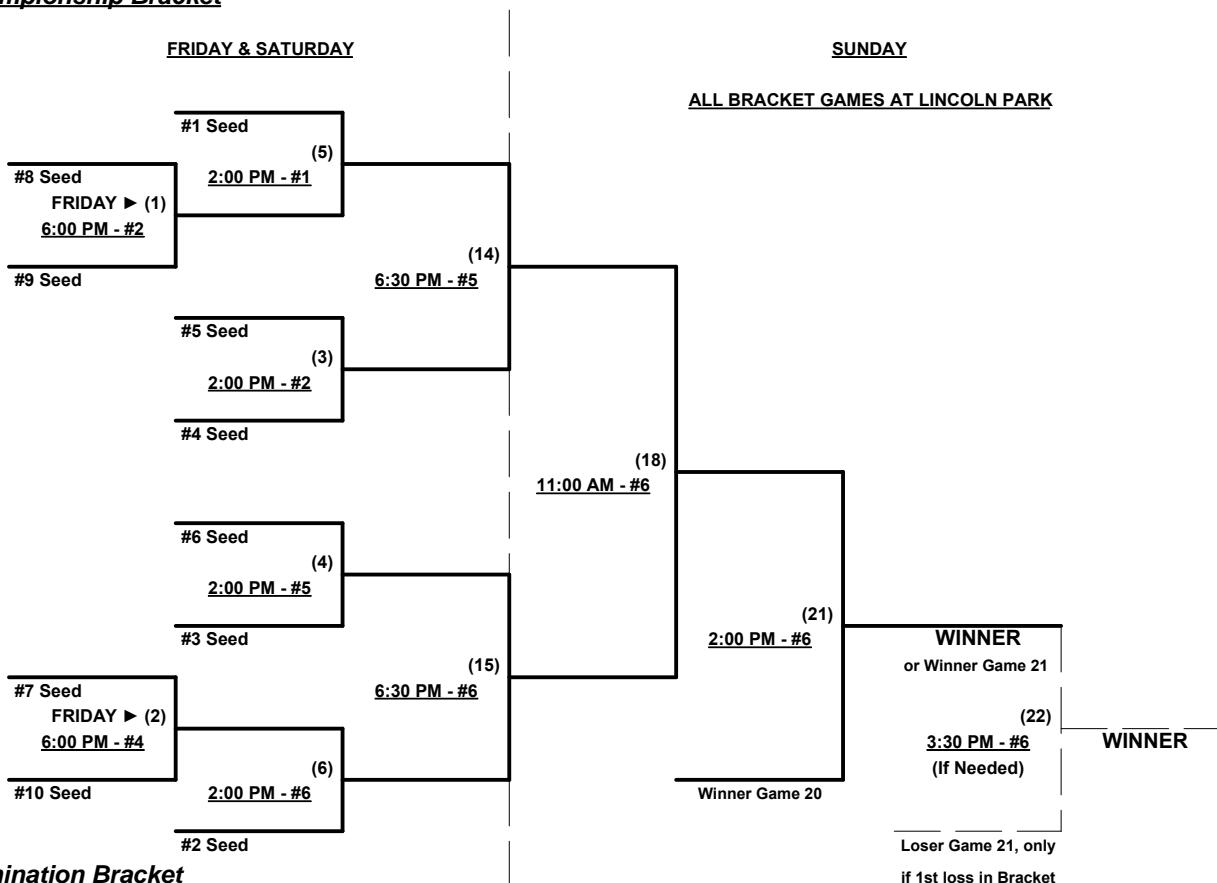 mpionship Bracket
FRIDAY & SATURDAY
SUNDAY
ALL BRACKET GAMES AT LINCOLN PARK
#1 Seed
(5)
2:00 PM - #1
#8 Seed
FRIDAY ► (1)
6:00 PM - #2
#9 Seed
(14)
6:30 PM - #5
#5 Seed
(3)
2:00 PM - #2
#4 Seed
(18)
11:00 AM - #6
#6 Seed
(4)
2:00 PM - #5
#3 Seed
(15)
6:30 PM - #6
#7 Seed
FRIDAY ► (2)
6:00 PM - #4
#10 Seed
(6)
2:00 PM - #6
#2 Seed
(21)
2:00 PM - #6
Winner Game 20
WINNER
or Winner Game 21
(22)
3:30 PM - #6
(If Needed)
WINNER
Loser Game 21, only
if 1st loss in Bracket
ination Bracket